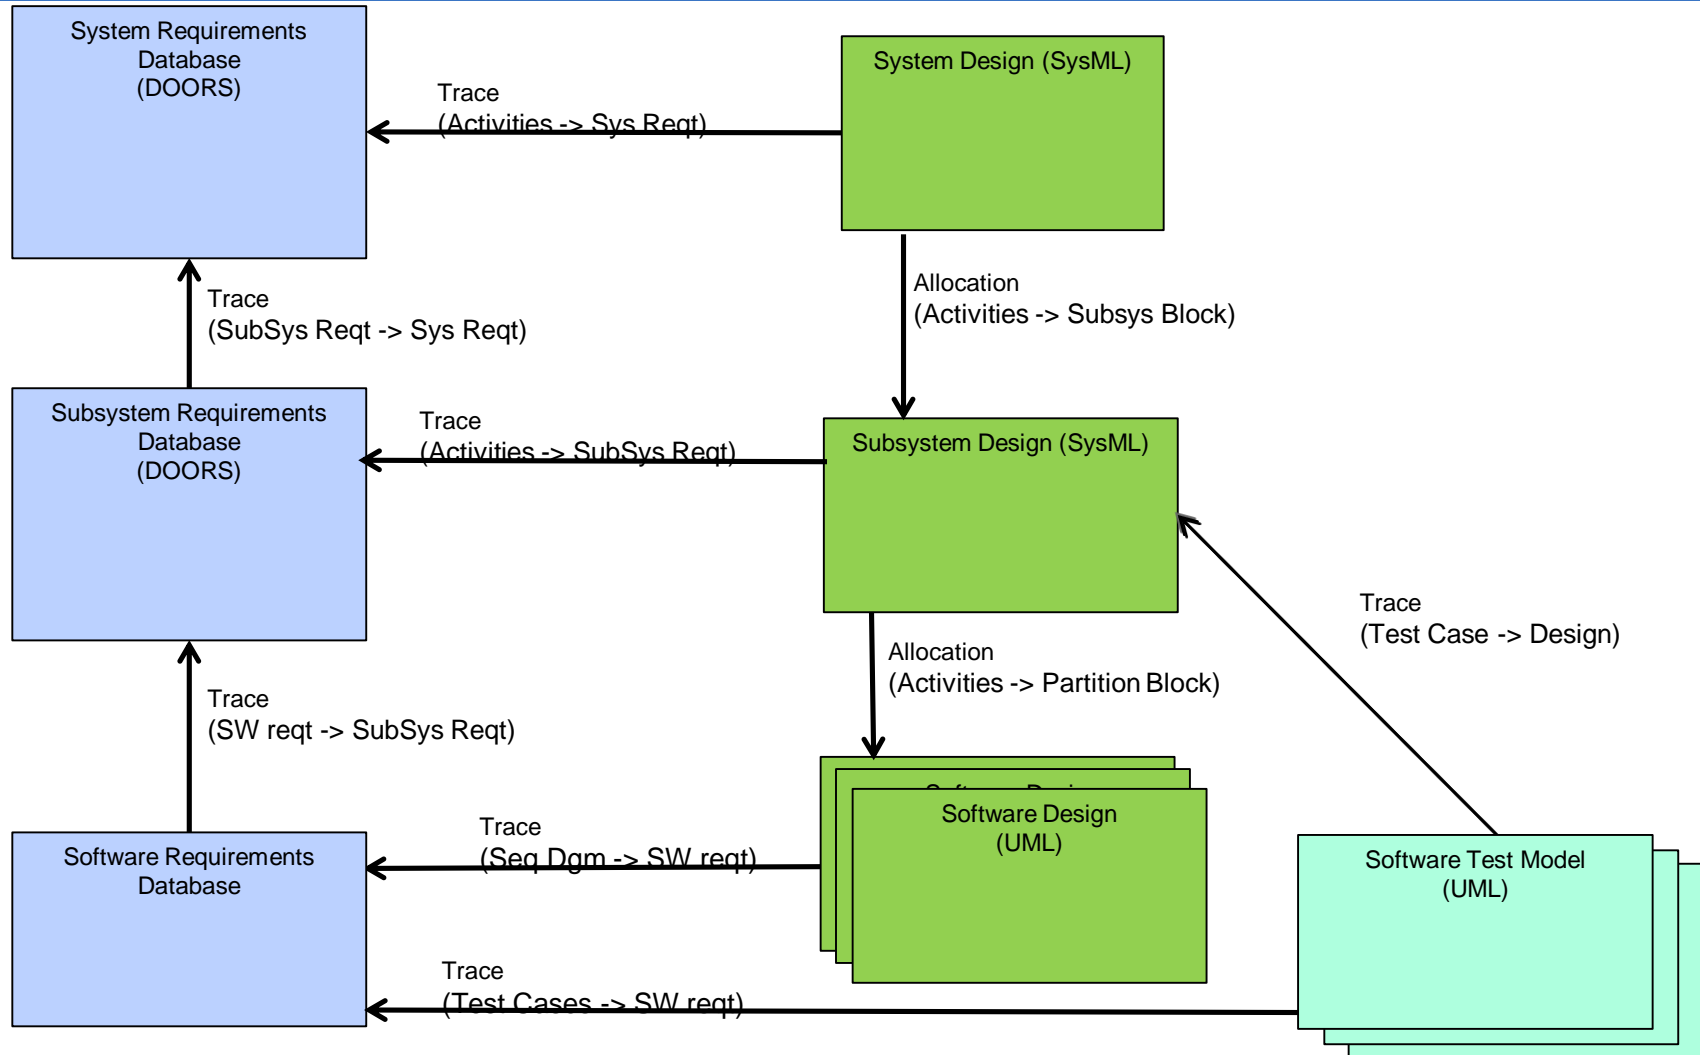 System Requirements
Database
(DOORS)
System Design (SysML)
Trace
(Activities -> Sys Reqt)
Trace
(SubSys Reqt -> Sys Reqt)
Allocation
(Activities -> Subsys Block)
Subsystem Requirements
Database
(DOORS)
Trace
(Activities -> SubSys Reqt)
Subsystem Design (SysML)
Trace
(Test Case -> Design)
Trace
(SW reqt -> SubSys Reqt)
Allocation
(Activities -> Partition Block)
Software Requirements
Database
Trace
(Seq Dgm -> SW reqt)
Software Design
Software Design
(UML)
Software Test Model
(UML)
Trace
(Test Cases -> SW reqt)